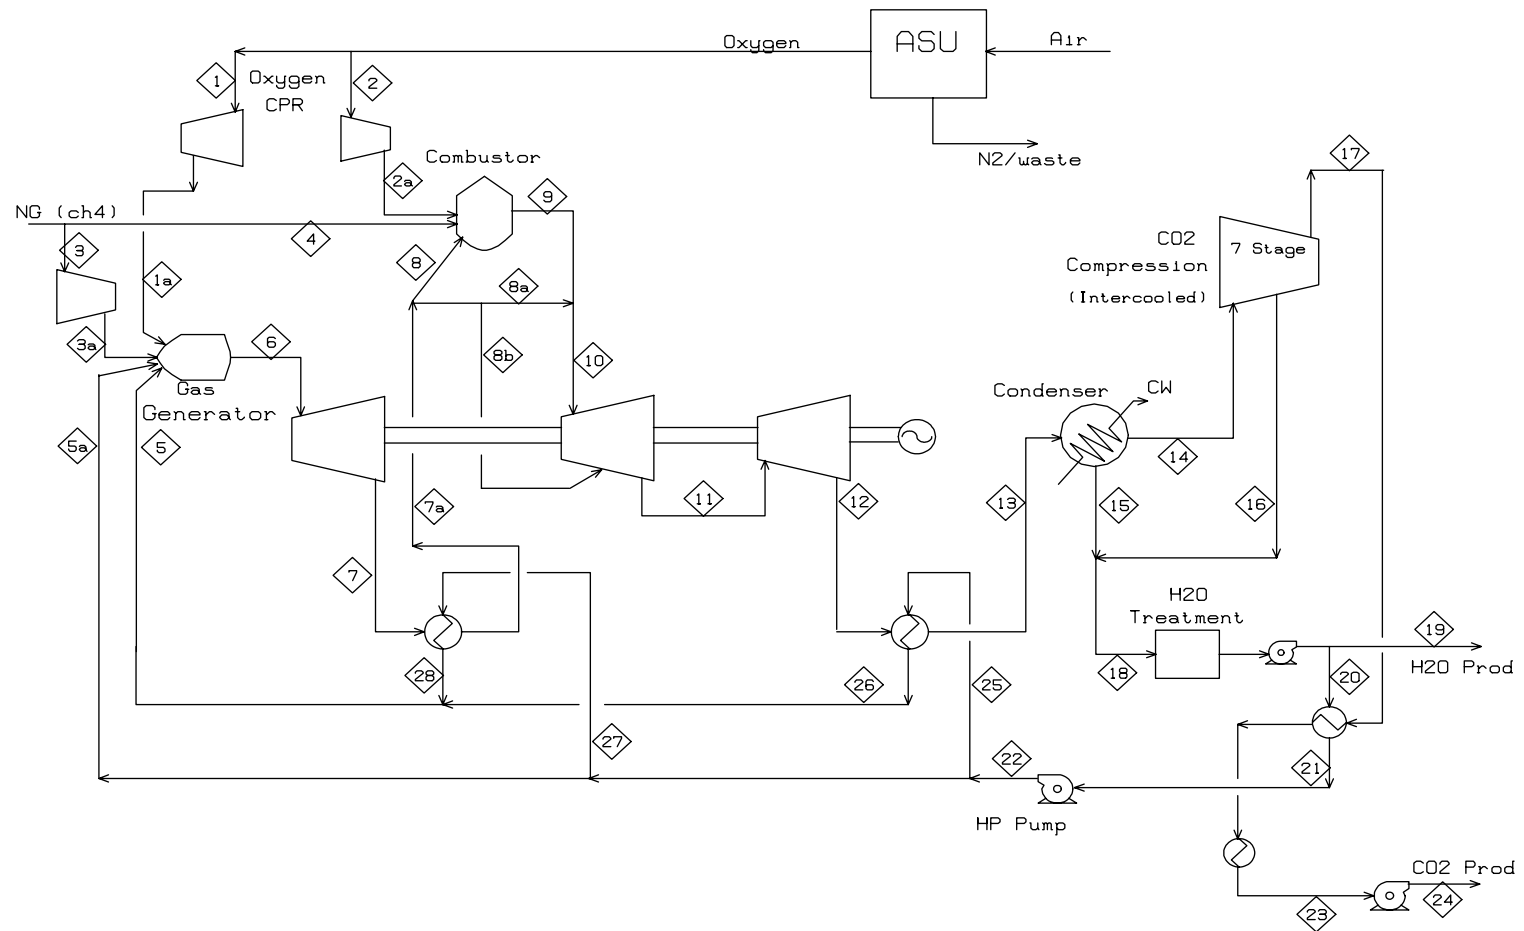 ASU
Oxygen
Air
1
Oxygen
CPR
2
N2/waste
17
Combustor
2a
9
NG (ch4)
3
4
CO2
7 Stage
Compression
(Intercooled)
8
1a
8a
3a
6
8b
10
Gas
Generator
Condenser
CW
5a
5
14
7a
11
12
13
15
16
7
H2O
Treatment
19
H2O Prod
28
26
25
18
20
27
22
21
HP Pump
CO2 Prod
23
24